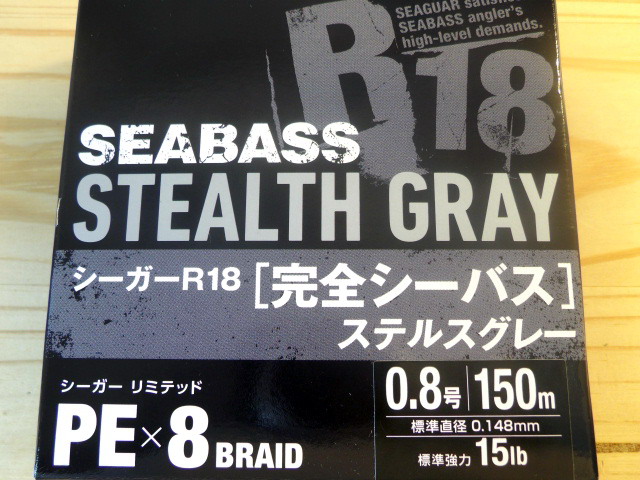 SEAGUAR satisfies
SEABASS angler's
high-level demands.
R18
SEABASS
STEALTH GRAY
シーガーR18 [完全シーバス]
ステルスグレー
シーガー リミテッド
PE×8 BRAID
0.8号 150m
標準直径 0.148mm
標準強力 15lb